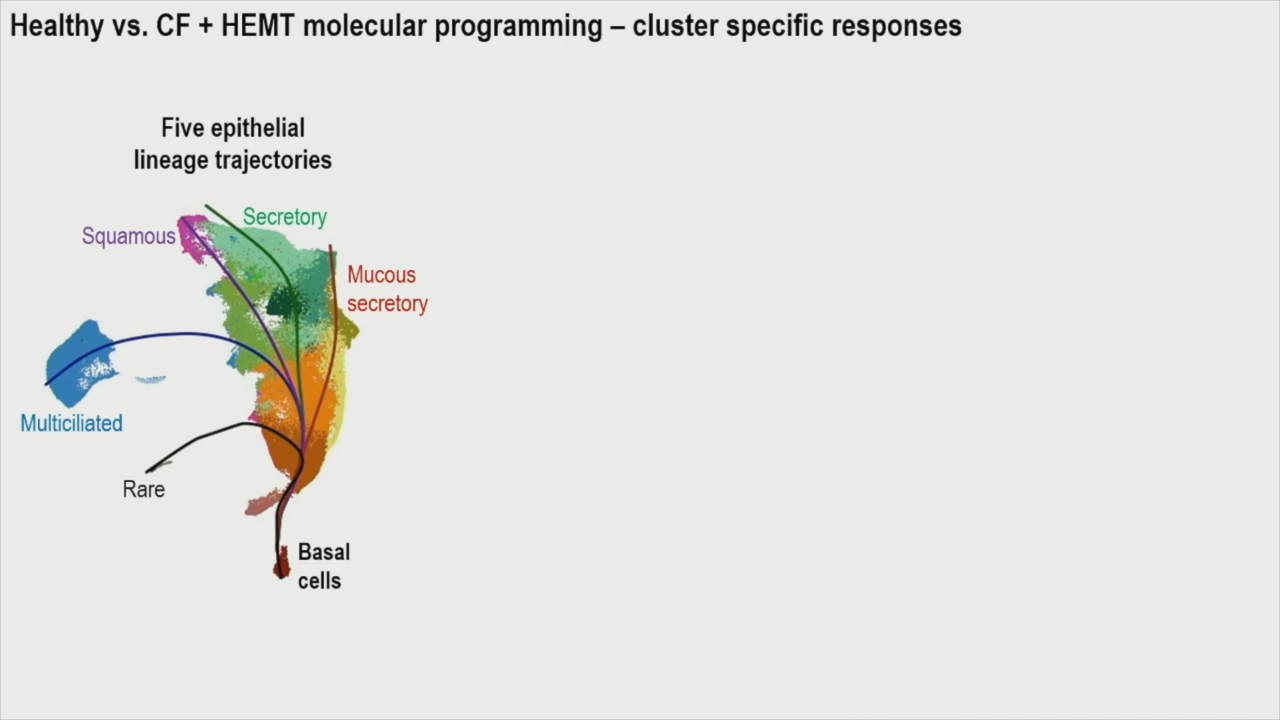 Healthy vs. CF + HEMT molecular programming – cluster specific responses
Five epithelial
lineage trajectories
Secretory
Squamous
Mucous
secretory
Multiciliated
Rare
Basal
cells